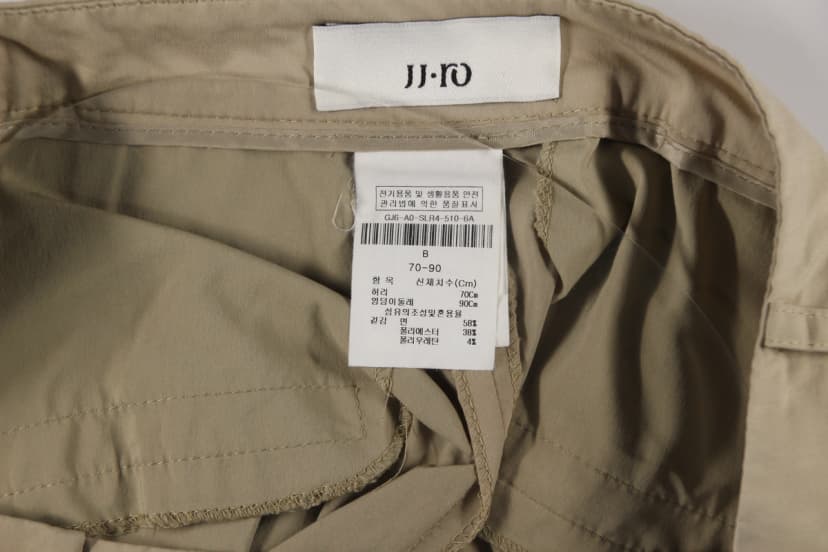 JJ·ro
전기용품 및 생활용품 안전
관리법에 의한 품질표시
GJ6-A0-SLR4-510-6A
B
70-90
항 목 신체치수(Cm)
허리 70Cm
엉덩이둘레 90Cm
섬유의조성및혼용율
겉감 면 58%
폴리에스터 38%
폴리우레탄 4%